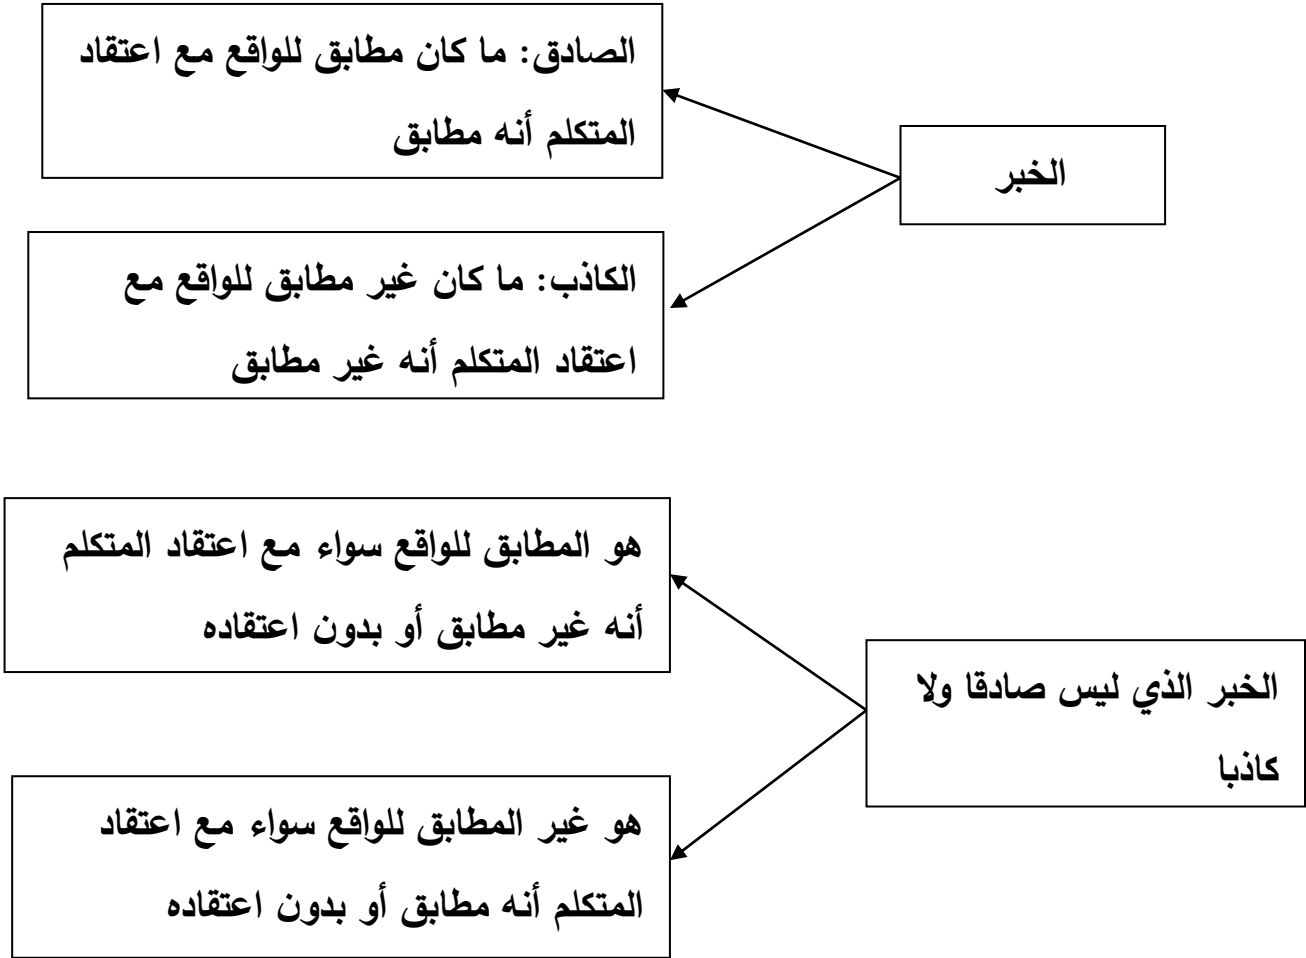 الخبر
الصادق: ما كان مطابق للواقع مع اعتقاد
المتكلم أنه مطابق
الكاذب: ما كان غير مطابق للواقع مع
اعتقاد المتكلم أنه غير مطابق
الخبر الذي ليس صادقا ولا
كاذبا
هو المطابق للواقع سواء مع اعتقاد المتكلم
أنه غير مطابق أو بدون اعتقاده
هو غير المطابق للواقع سواء مع اعتقاد
المتكلم أنه مطابق أو بدون اعتقاده